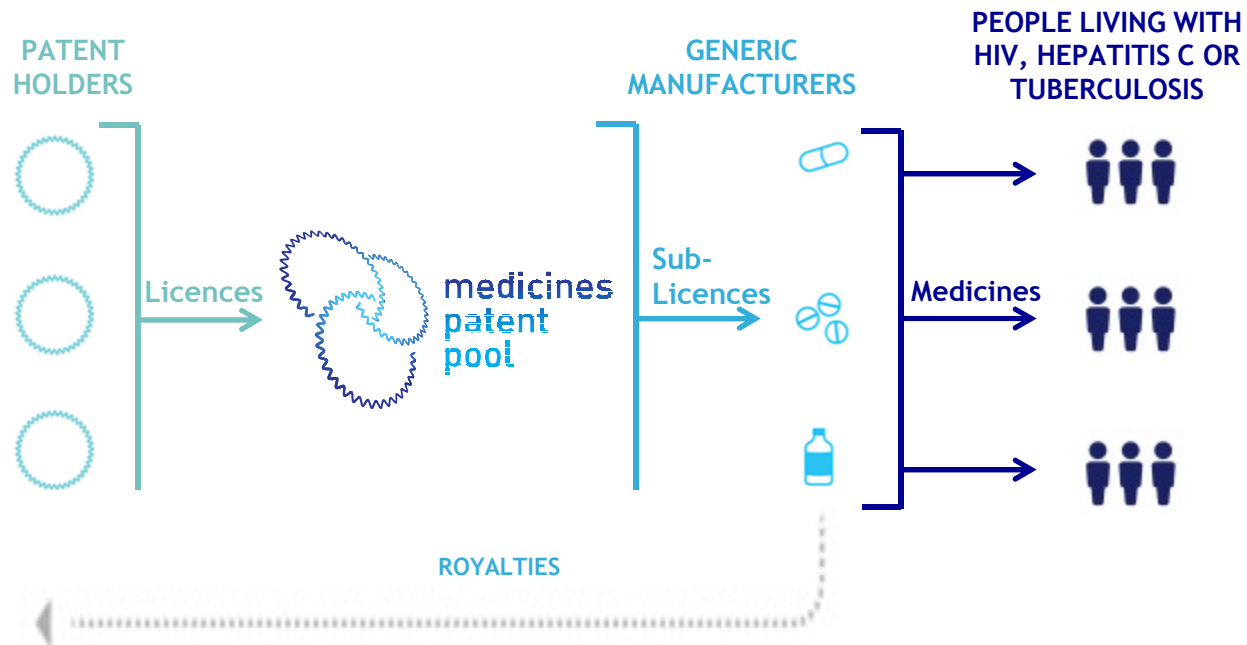 PATENT
HOLDERS
GENERIC
MANUFACTURERS
PEOPLE LIVING WITH
HIV, HEPATITIS C OR
TUBERCULOSIS
Licences
medicines
patent
pool
Sub-
Licences
Medicines
ROYALTIES